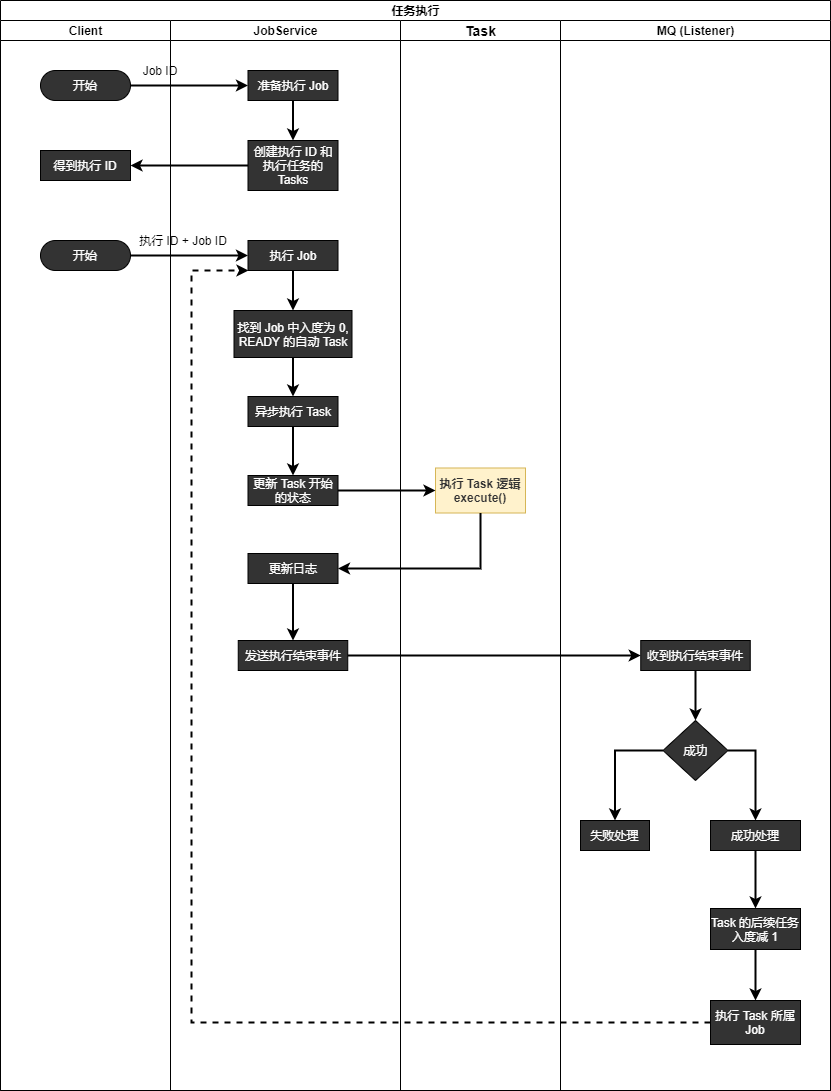 任务执行
Client
JobService
Task
MQ (Listener)
开始
Job ID
准备执行 Job
得到执行 ID
创建执行 ID 和
执行任务的
Tasks
开始
执行 ID + Job ID
执行 Job
找到 Job 中入度为 0,
READY 的自动 Task
异步执行 Task
更新 Task 开始
的状态
执行 Task 逻辑
execute()
更新日志
发送执行结束事件
收到执行结束事件
成功
失败处理
成功处理
Task 的后续任务
入度减 1
执行 Task 所属
Job